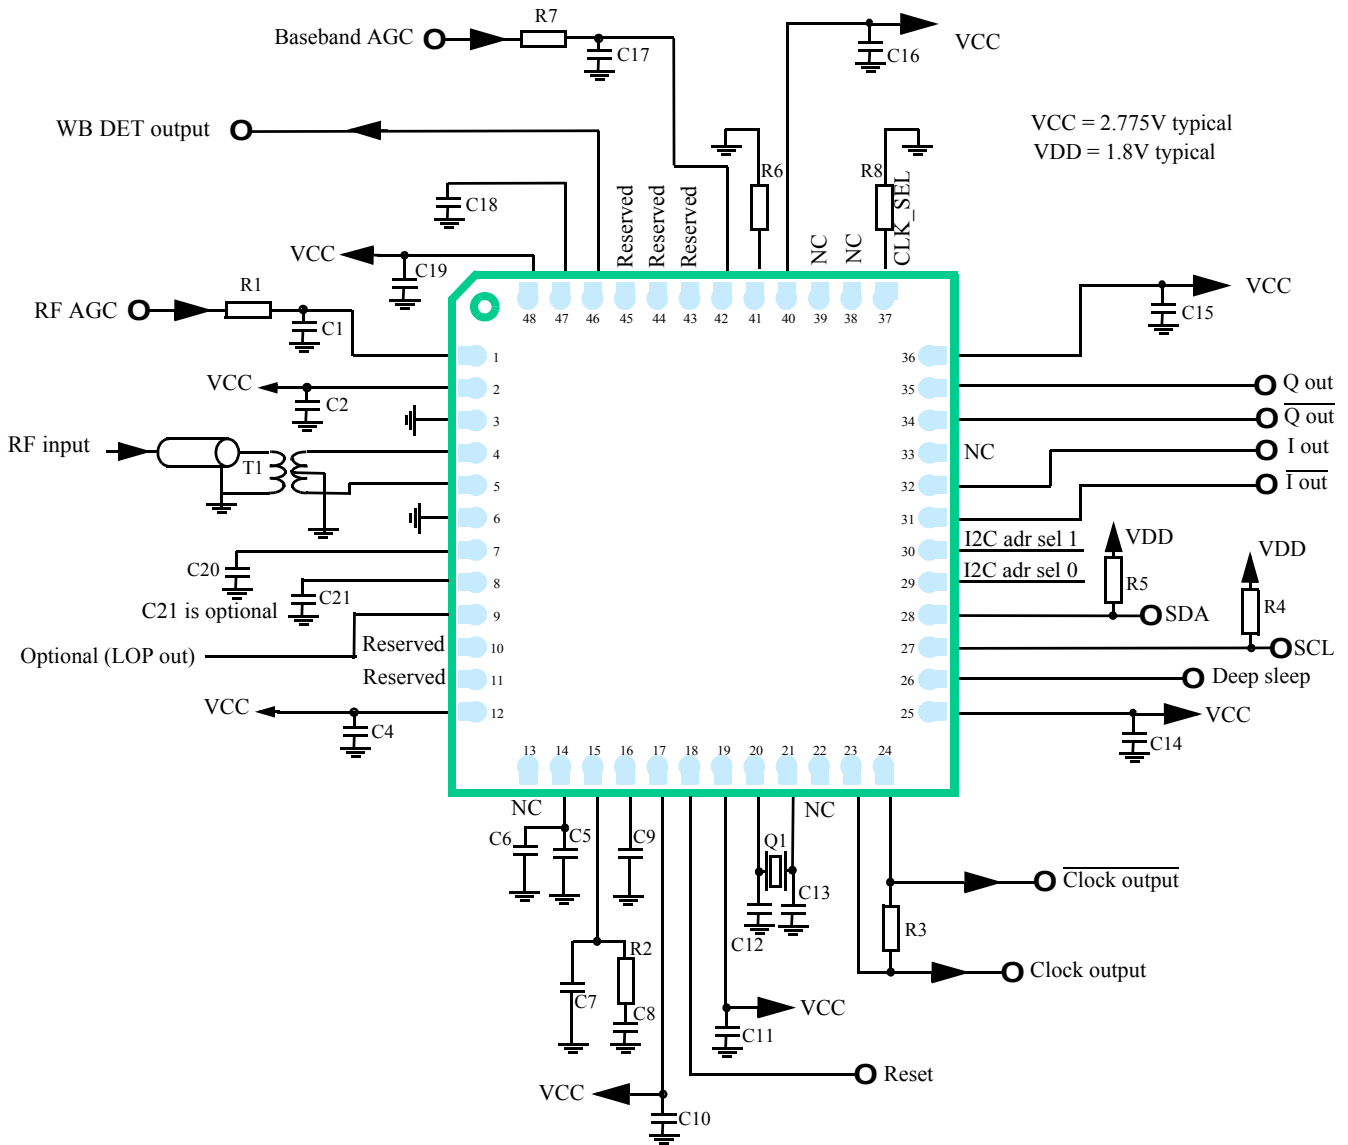 R7
Baseband AGC
C17
C16
VCC
WB DET output
VCC = 2.775V typical
VDD = 1.8V typical
R6
R8
C18
Reserved
Reserved
Reserved
NC
NC
CLK_SEL
VCC
C19
R1
RF AGC
C1
48 47 46 45 44 43 42 41 40 39 38 37
VCC
C15
1
36
VCC
C2
2
35
Q out
3
34
Q out
RF input
T1
4
33
NC
I out
5
32
I out
6
31
7
30
I2C adr sel 1
VDD
VDD
C20
8
29
I2C adr sel 0
R5
C21
C21 is optional
R4
9
28
SDA
Optional (LOP out)
Reserved
10
27
SCL
Reserved
11
26
Deep sleep
VCC
12
25
VCC
C4
C14
13 14 15 16 17 18 19 20 21 22 23 24
NC
NC
C6
C5
C9
Q1
C13
Clock output
C12
R3
R2
Clock output
C7
C8
VCC
C11
Reset
VCC
C10